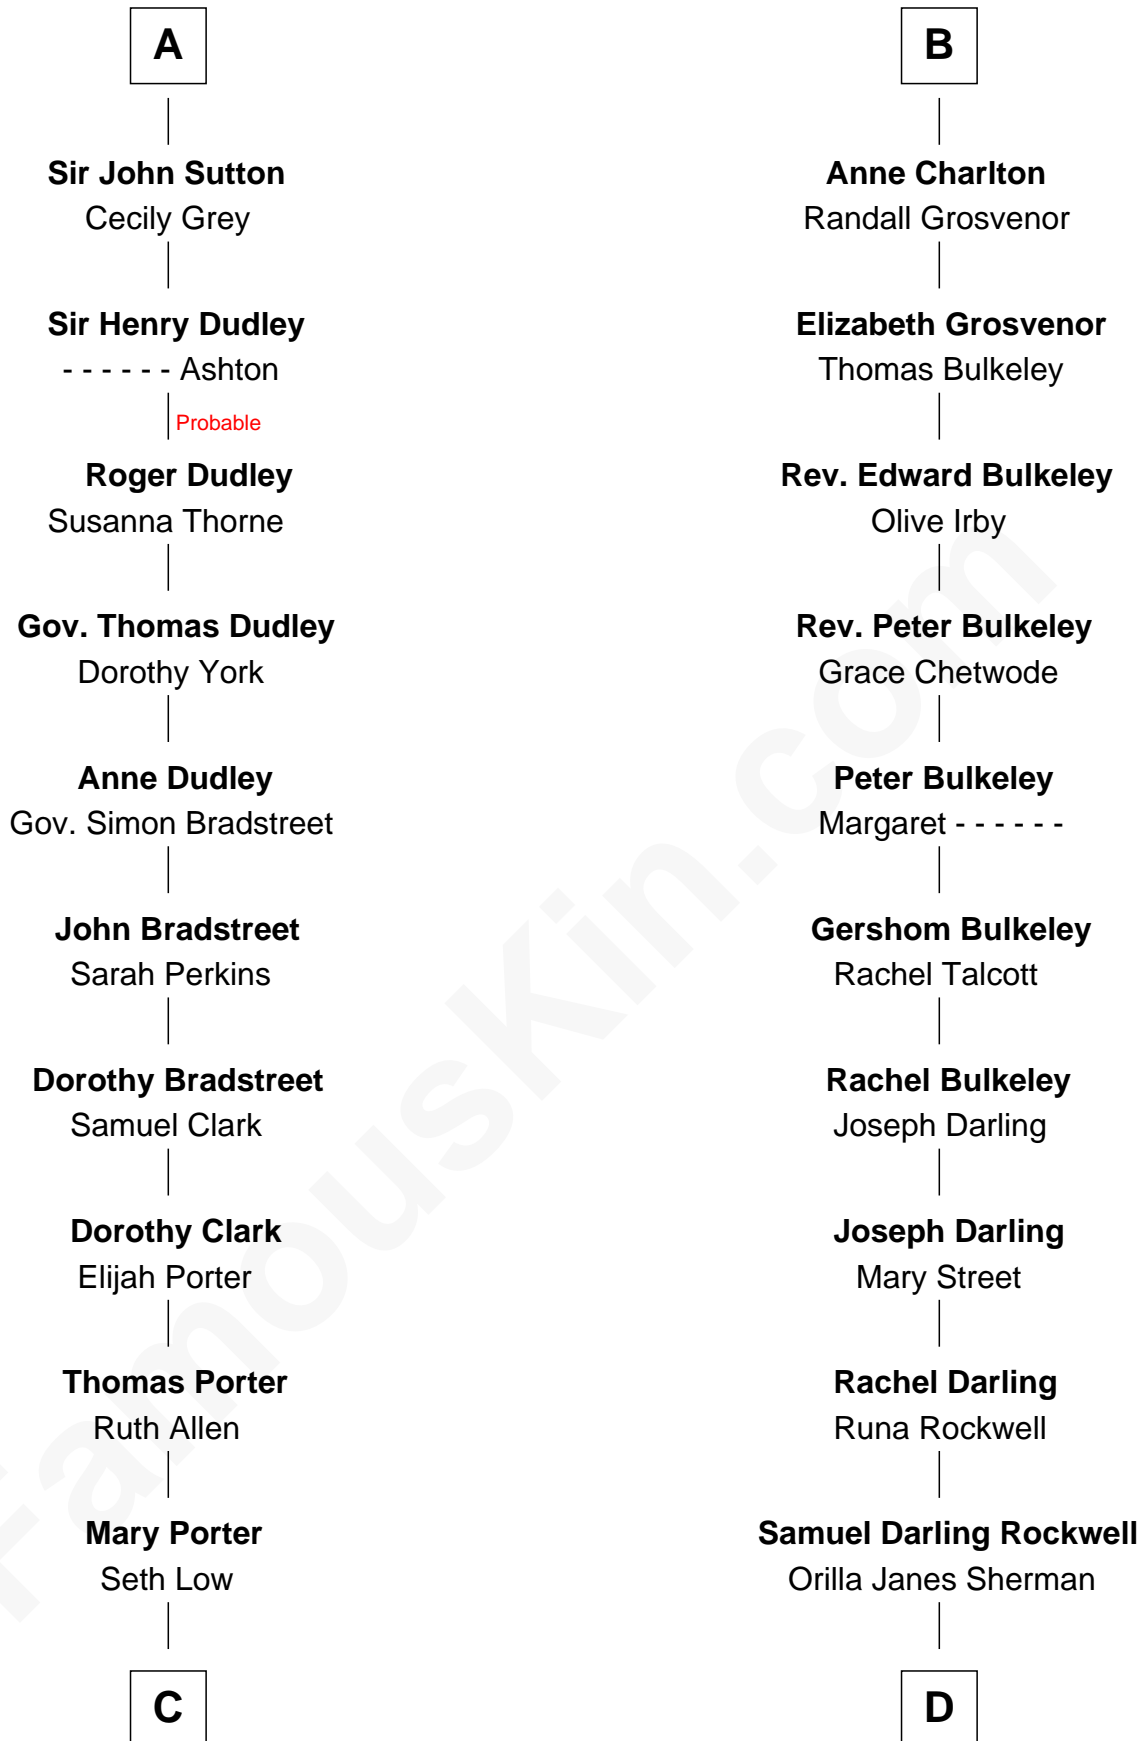 A
Sir John Sutton
Cecily Grey
Sir Henry Dudley
- - - - - - Ashton
Probable
Roger Dudley
Susanna Thorne
Gov. Thomas Dudley
Dorothy York
Anne Dudley
Gov. Simon Bradstreet
John Bradstreet
Sarah Perkins
Dorothy Bradstreet
Samuel Clark
Dorothy Clark
Elijah Porter
Thomas Porter
Ruth Allen
Mary Porter
Seth Low
C
B
Anne Charlton
Randall Grosvenor
Elizabeth Grosvenor
Thomas Bulkeley
Rev. Edward Bulkeley
Olive Irby
Rev. Peter Bulkeley
Grace Chetwode
Peter Bulkeley
Margaret - - - - - -
Gershom Bulkeley
Rachel Talcott
Rachel Bulkeley
Joseph Darling
Joseph Darling
Mary Street
Rachel Darling
Runa Rockwell
Samuel Darling Rockwell
Orilla Janes Sherman
D
FamousKin.com